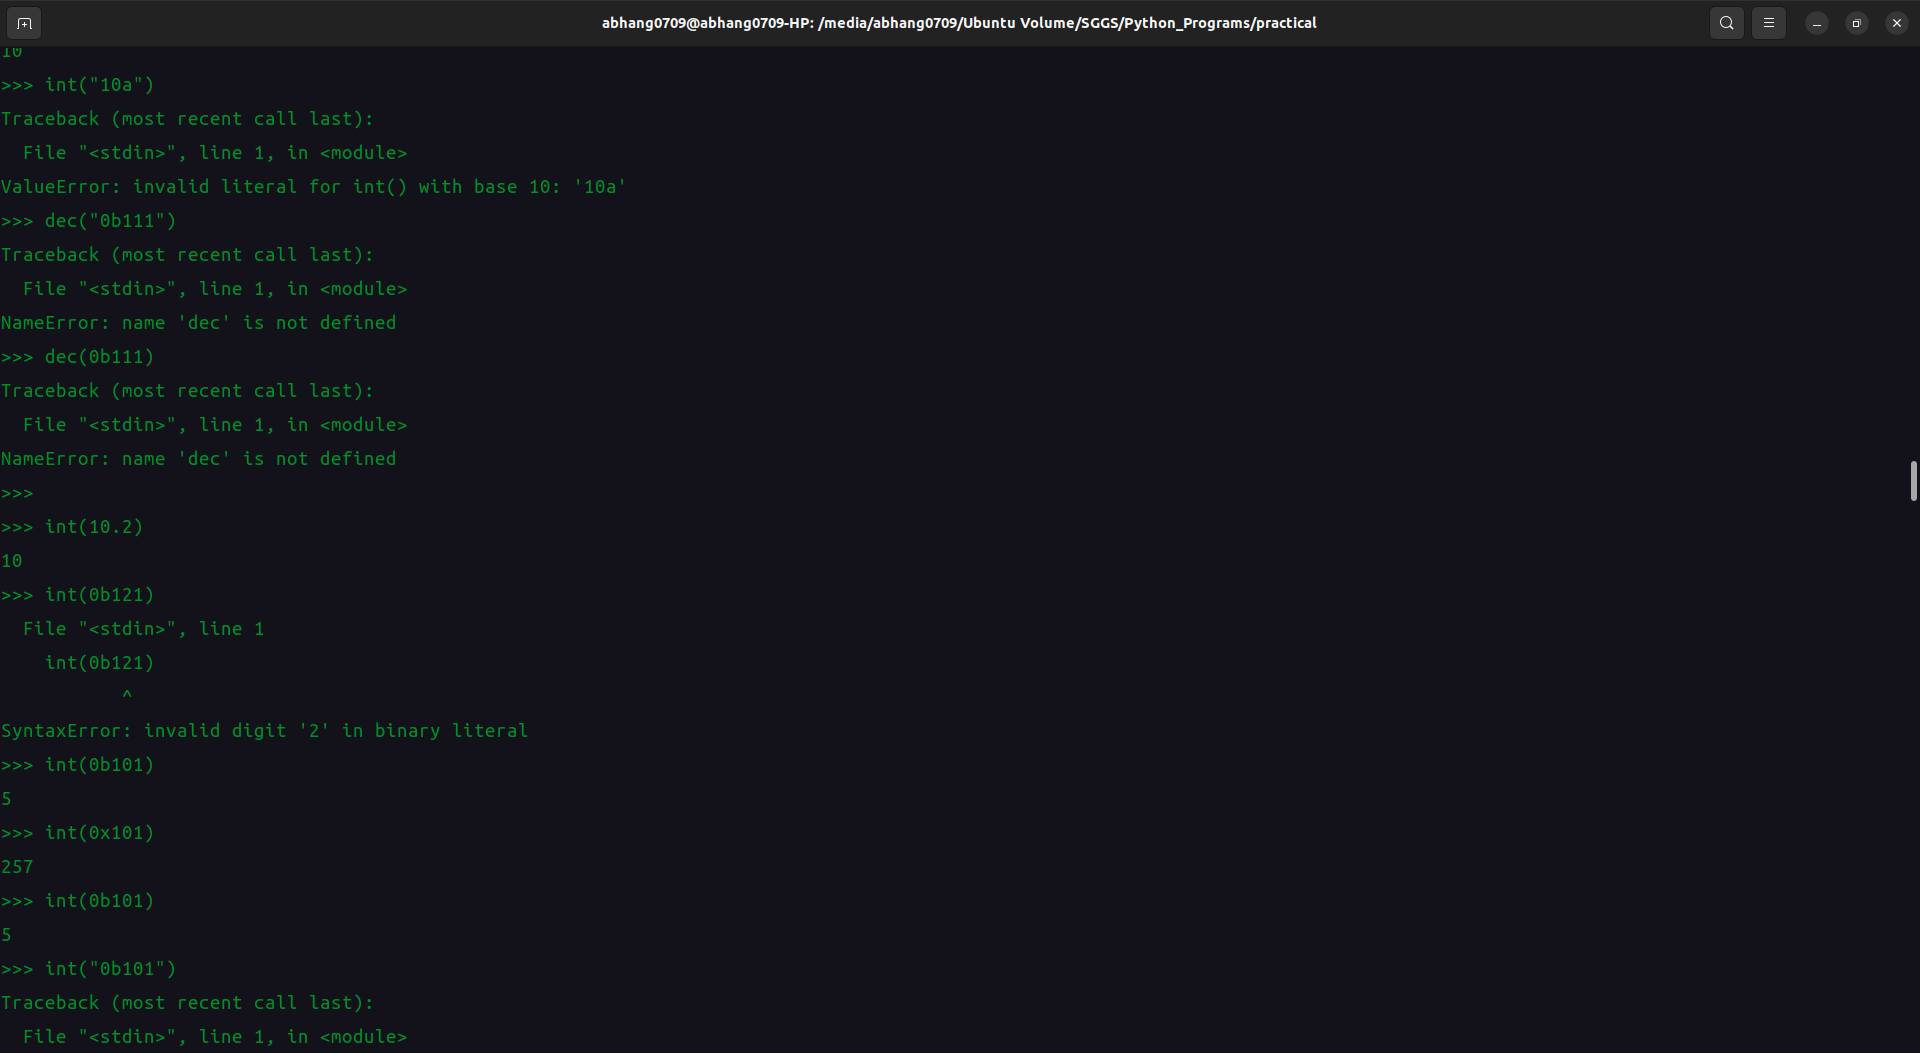 abhang0709@abhang0709-HP: /media/abhang0709/Ubuntu Volume/SGGS/Python_Programs/practical
10
>>> int("10a")
Traceback (most recent call last):
  File "<stdin>", line 1, in <module>
ValueError: invalid literal for int() with base 10: '10a'
>>> dec("0b111")
Traceback (most recent call last):
  File "<stdin>", line 1, in <module>
NameError: name 'dec' is not defined
>>> dec(0b111)
Traceback (most recent call last):
  File "<stdin>", line 1, in <module>
NameError: name 'dec' is not defined
>>>
>>> int(10.2)
10
>>> int(0b121)
  File "<stdin>", line 1
    int(0b121)
           ^
SyntaxError: invalid digit '2' in binary literal
>>> int(0b101)
5
>>> int(0x101)
257
>>> int(0b101)
5
>>> int("0b101")
Traceback (most recent call last):
  File "<stdin>", line 1, in <module>